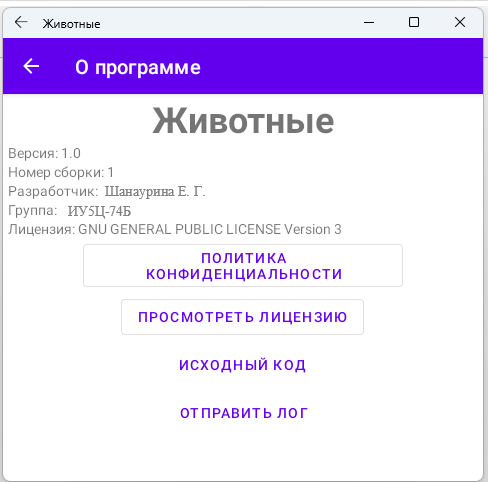 Животные
О программе
Животные
Версия: 1.0
Номер сборки: 1
Разработчик: Шанаурина Е. Г.
Группа: ИУ5Ц-74Б
Лицензия: GNU GENERAL PUBLIC LICENSE Version 3
ПОЛИТИКА
КОНФИДЕНЦИАЛЬНОСТИ
ПРОСМОТРЕТЬ ЛИЦЕНЗИЮ
ИСХОДНЫЙ КОД
ОТПРАВИТЬ ЛОГ